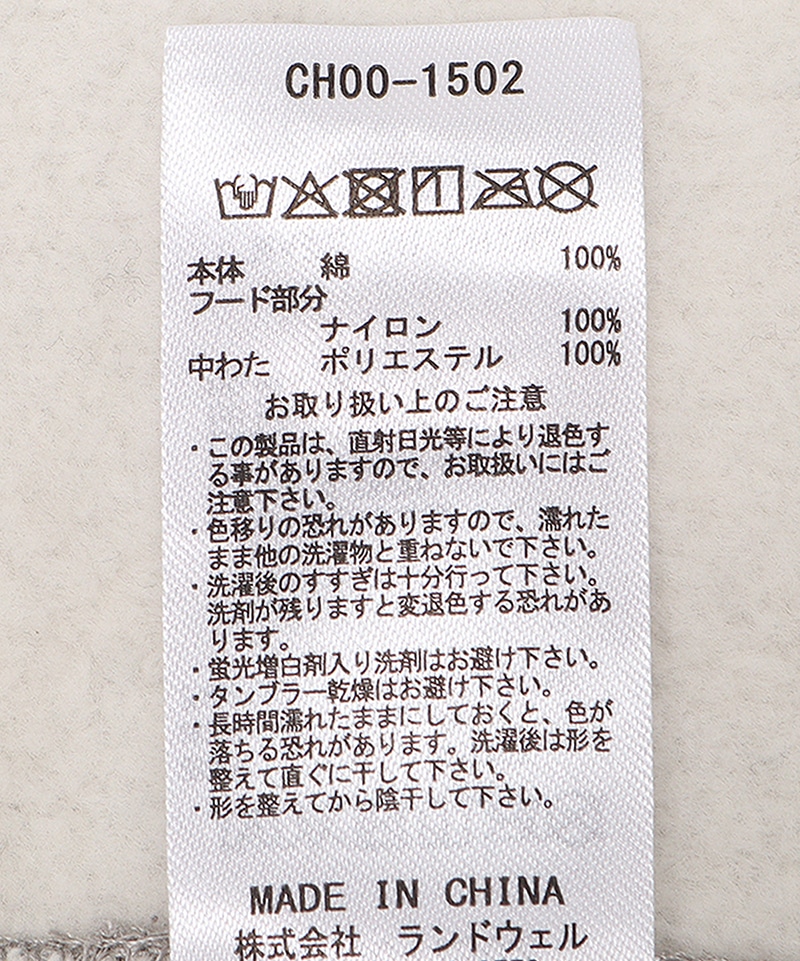 CH00-1502
本体 綿 100%
フード部分
ナイロン 100%
中わた ポリエステル 100%
お取り扱い上のご注意
・この製品は、直射日光等により退色す
る事がありますので、お取扱いにはご
注意下さい。
・色移りの恐れがありますので、濡れた
まま他の洗濯物と重ねないで下さい。
・洗濯後のすすぎは十分行って下さい。
洗剤が残りますと変退色する恐れがあ
ります。
・蛍光増白剤入り洗剤はお避け下さい。
・タンブラー乾燥はお避け下さい。
・長時間濡れたままにしておくと、色が
落ちる恐れがあります。洗濯後は形を
整えて直ぐに干して下さい。
・形を整えてから陰干して下さい。
MADE IN CHINA
株式会社 ランドウェル